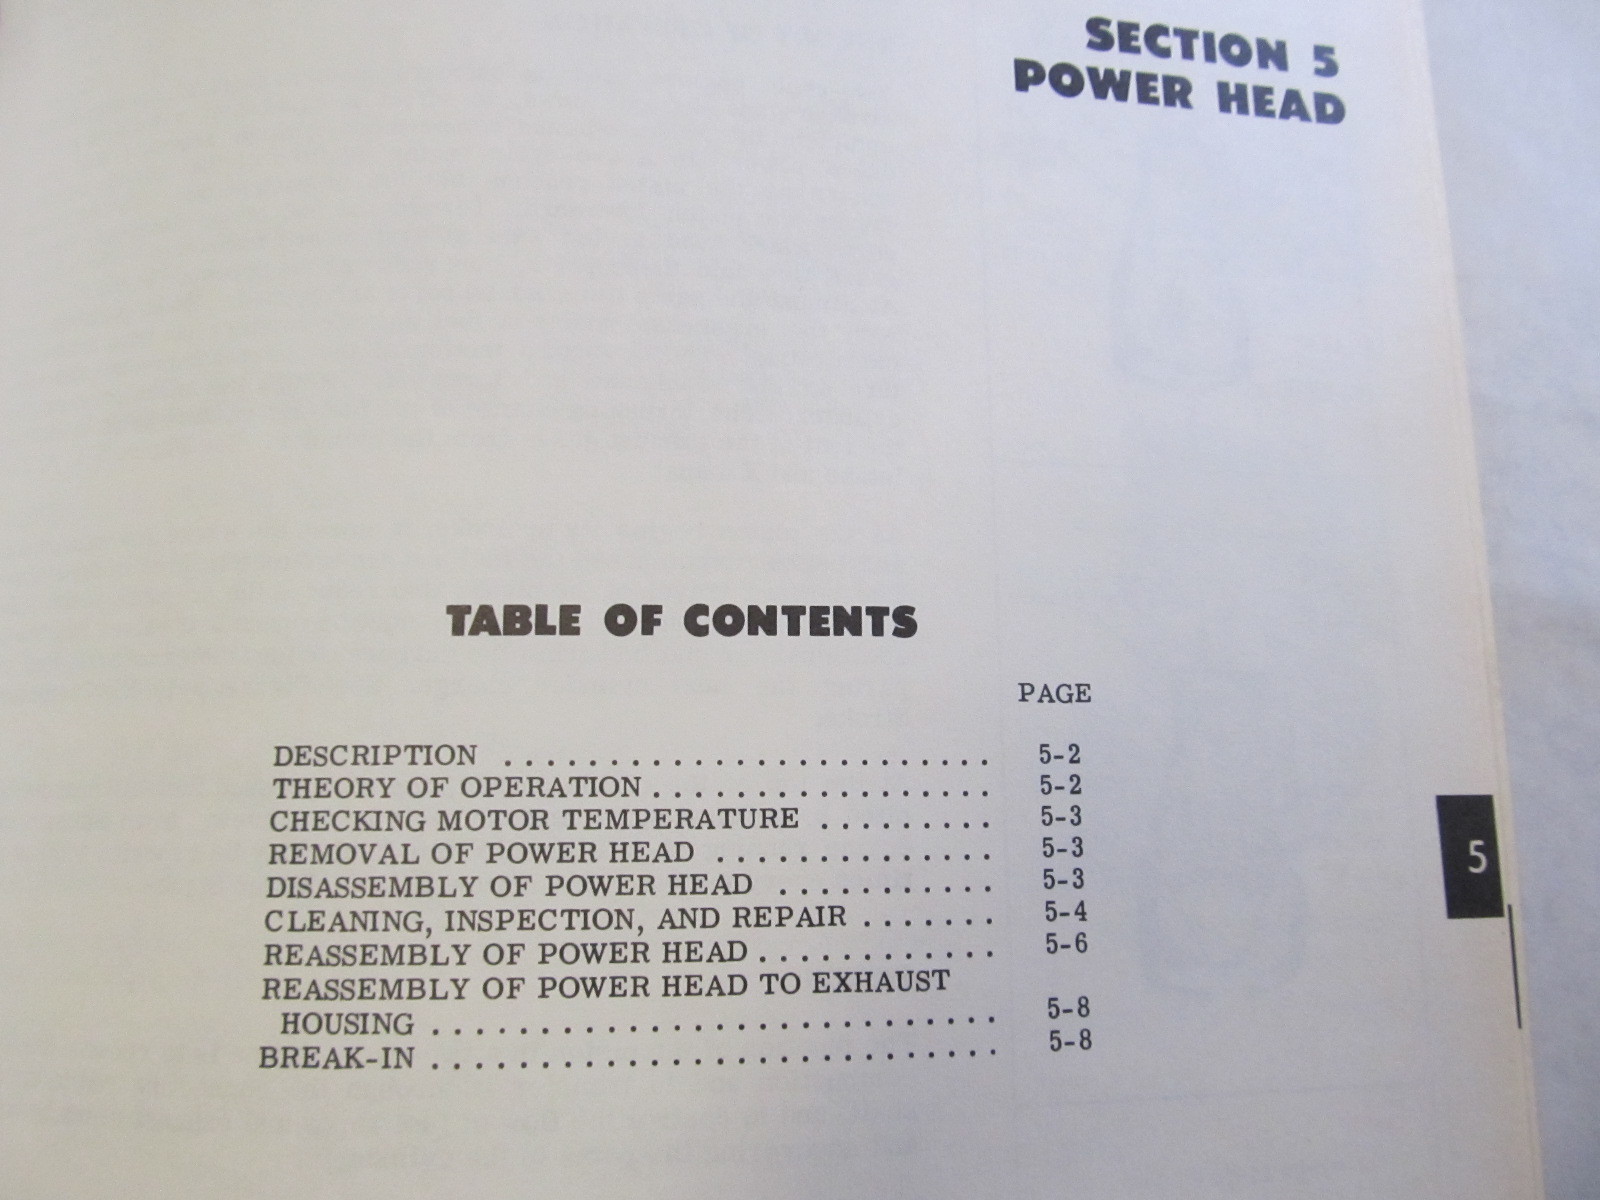 SECTION 5
POWER HEAD
TABLE OF CONTENTS
PAGE
DESCRIPTION . . . . . . . . . . . . . . . . . . . . . . . . 5-2
THEORY OF OPERATION . . . . . . . . . . . . . . . . . 5-2
CHECKING MOTOR TEMPERATURE . . . . . . . . . 5-3
REMOVAL OF POWER HEAD . . . . . . . . . . . . . . 5-3
DISASSEMBLY OF POWER HEAD . . . . . . . . . . . 5-3
CLEANING, INSPECTION, AND REPAIR . . . . . . . 5-4
REASSEMBLY OF POWER HEAD . . . . . . . . . . . . 5-6
REASSEMBLY OF POWER HEAD TO EXHAUST
HOUSING . . . . . . . . . . . . . . . . . . . . . . . . . . . 5-8
BREAK-IN . . . . . . . . . . . . . . . . . . . . . . . . . . . 5-8
5